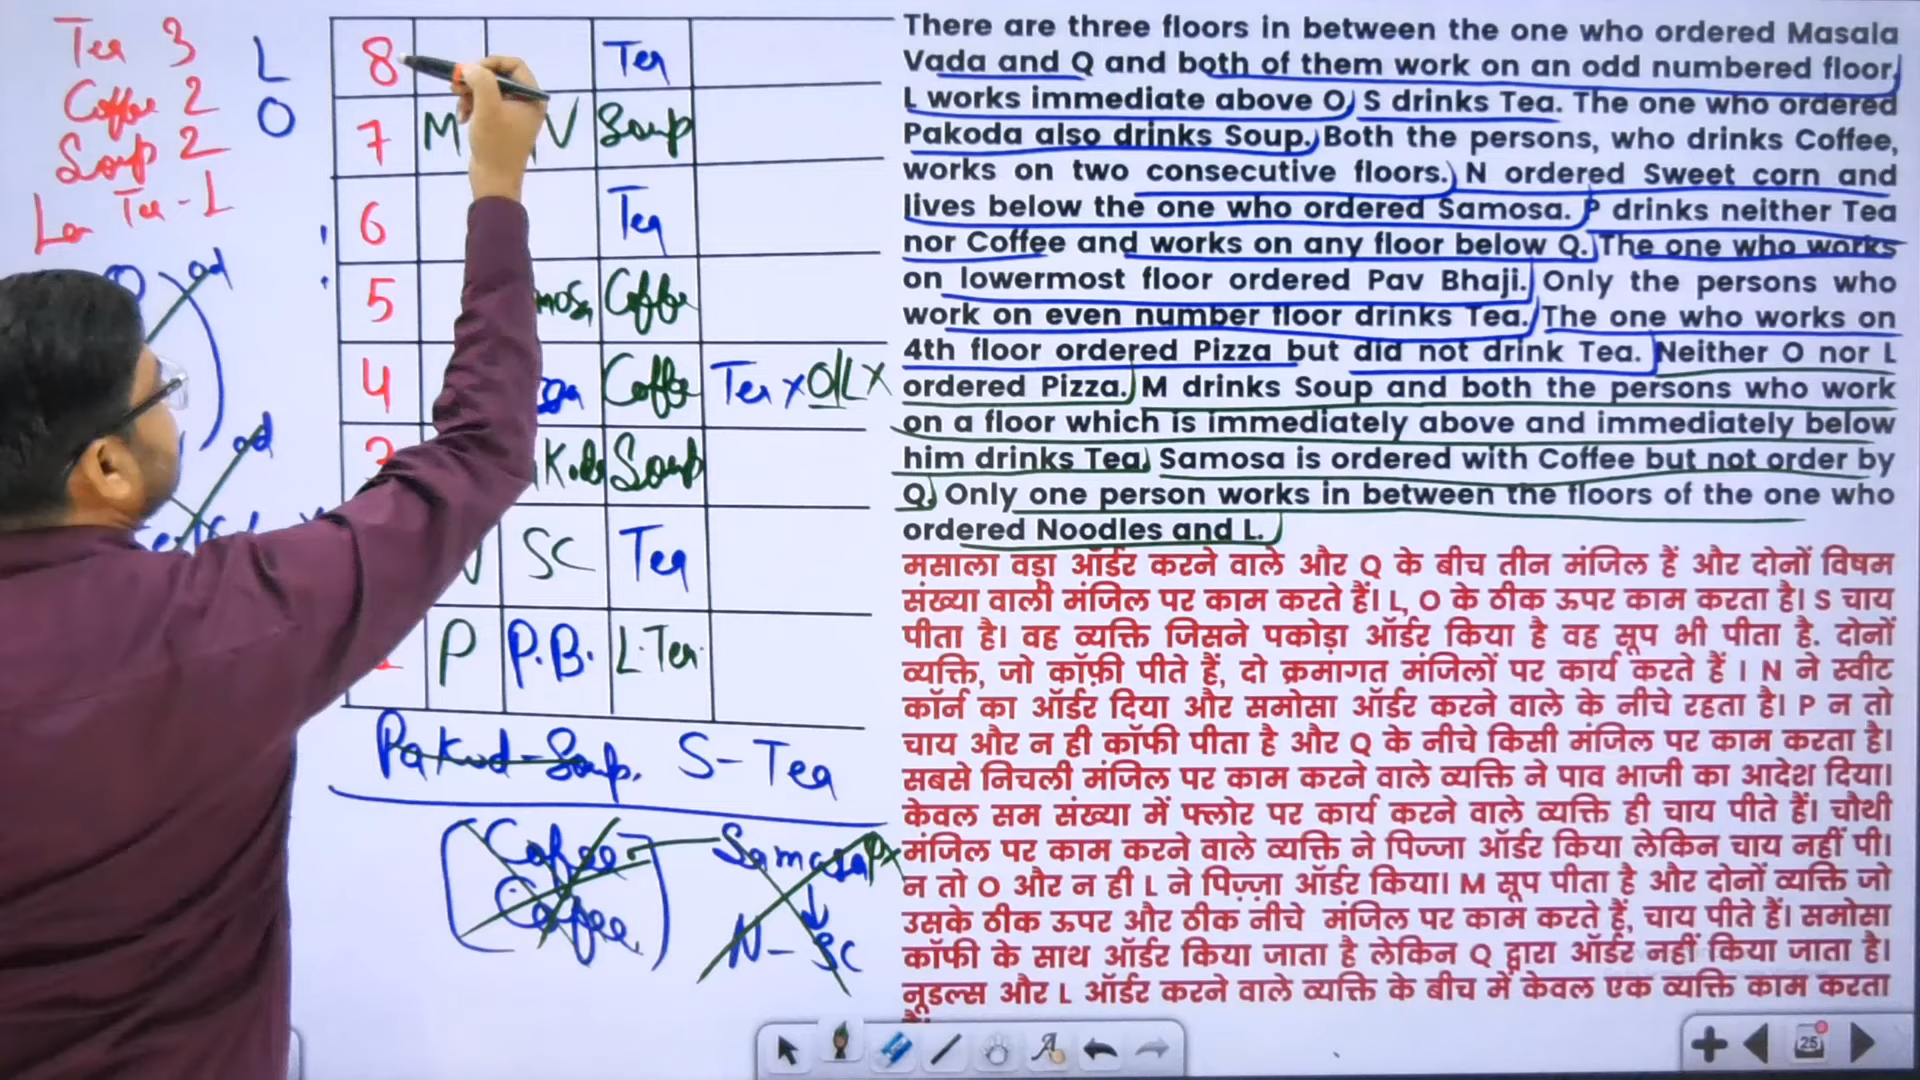 Tea 3
Coffee 2
Soup 2
Tea - 1
L
O
8 Tea
7 M V Soup
6 Tea
5 Coffe
4 Coffe Tea x O/L x
Soup
SC Tea
P P.B. L.Tea
ad
ad
Pakod-Soup. S- Tea
Coffee
Coffee
Samosa
N - SC
There are three floors in between the one who ordered Masala
Vada and Q and both of them work on an odd numbered floor.
L works immediate above O. S drinks Tea. The one who ordered
Pakoda also drinks Soup. Both the persons, who drinks Coffee,
works on two consecutive floors. N ordered Sweet corn and
lives below the one who ordered Samosa. P drinks neither Tea
nor Coffee and works on any floor below Q. The one who works
on lowermost floor ordered Pav Bhaji. Only the persons who
work on even number floor drinks Tea. The one who works on
4th floor ordered Pizza but did not drink Tea. Neither O nor L
ordered Pizza. M drinks Soup and both the persons who work
on a floor which is immediately above and immediately below
him drinks Tea. Samosa is ordered with Coffee but not order by
Q. Only one person works in between the floors of the one who
ordered Noodles and L.
मसाला वड़ा ऑर्डर करने वाले और Q के बीच तीन मंजिल हैं और दोनों विषम
संख्या वाली मंजिल पर काम करते हैं। L, O के ठीक ऊपर काम करता है। S चाय
पीता है। वह व्यक्ति जिसने पकोड़ा ऑर्डर किया है वह सूप भी पीता है. दोनों
व्यक्ति, जो कॉफ़ी पीते हैं, दो क्रमागत मंजिलों पर कार्य करते हैं । N ने स्वीट
कॉर्न का ऑर्डर दिया और समोसा ऑर्डर करने वाले के नीचे रहता है। P न तो
चाय और न ही कॉफी पीता है और Q के नीचे किसी मंजिल पर काम करता है।
सबसे निचली मंजिल पर काम करने वाले व्यक्ति ने पाव भाजी का आदेश दिया।
केवल सम संख्या में फ्लोर पर कार्य करने वाले व्यक्ति ही चाय पीते हैं। चौथी
मंजिल पर काम करने वाले व्यक्ति ने पिज्जा ऑर्डर किया लेकिन चाय नहीं पी।
न तो O और न ही L ने पिज़्ज़ा ऑर्डर किया। M सूप पीता है और दोनों व्यक्ति जो
उसके ठीक ऊपर और ठीक नीचे मंजिल पर काम करते हैं, चाय पीते हैं। समोसा
कॉफी के साथ ऑर्डर किया जाता है लेकिन Q द्वारा ऑर्डर नहीं किया जाता है।
नूडल्स और L ऑर्डर करने वाले व्यक्ति के बीच में केवल एक व्यक्ति काम करता
25